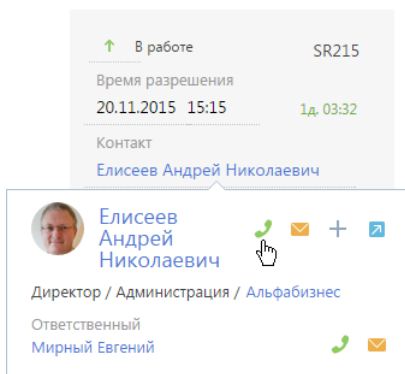 В работе SR215
Время разрешения
20.11.2015 15:15 1д. 03:32
Контакт
Елисеев Андрей Николаевич
Елисеев
Андрей
Николаевич
Директор / Администрация / Альфабизнес
Ответственный
Мирный Евгений